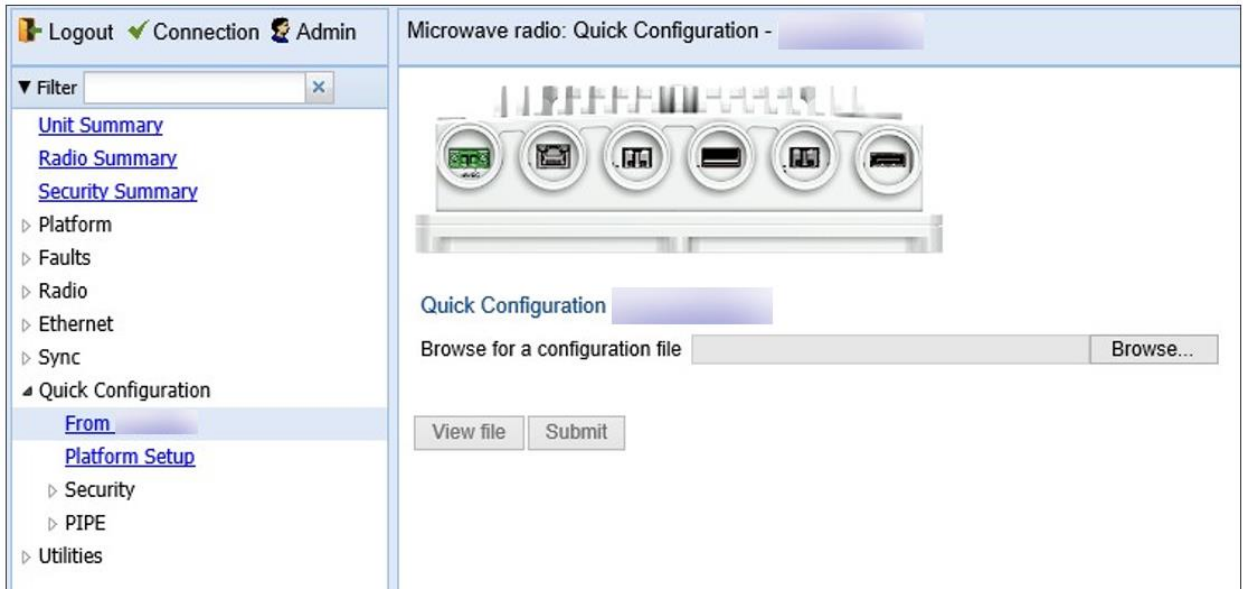 Logout Connection Admin
Microwave radio: Quick Configuration -
Filter
Unit Summary
Radio Summary
Security Summary
Platform
Faults
Radio
Ethernet
Sync
Quick Configuration
From
Platform Setup
Security
PIPE
Utilities
Quick Configuration
Browse for a configuration file Browse...
View file Submit